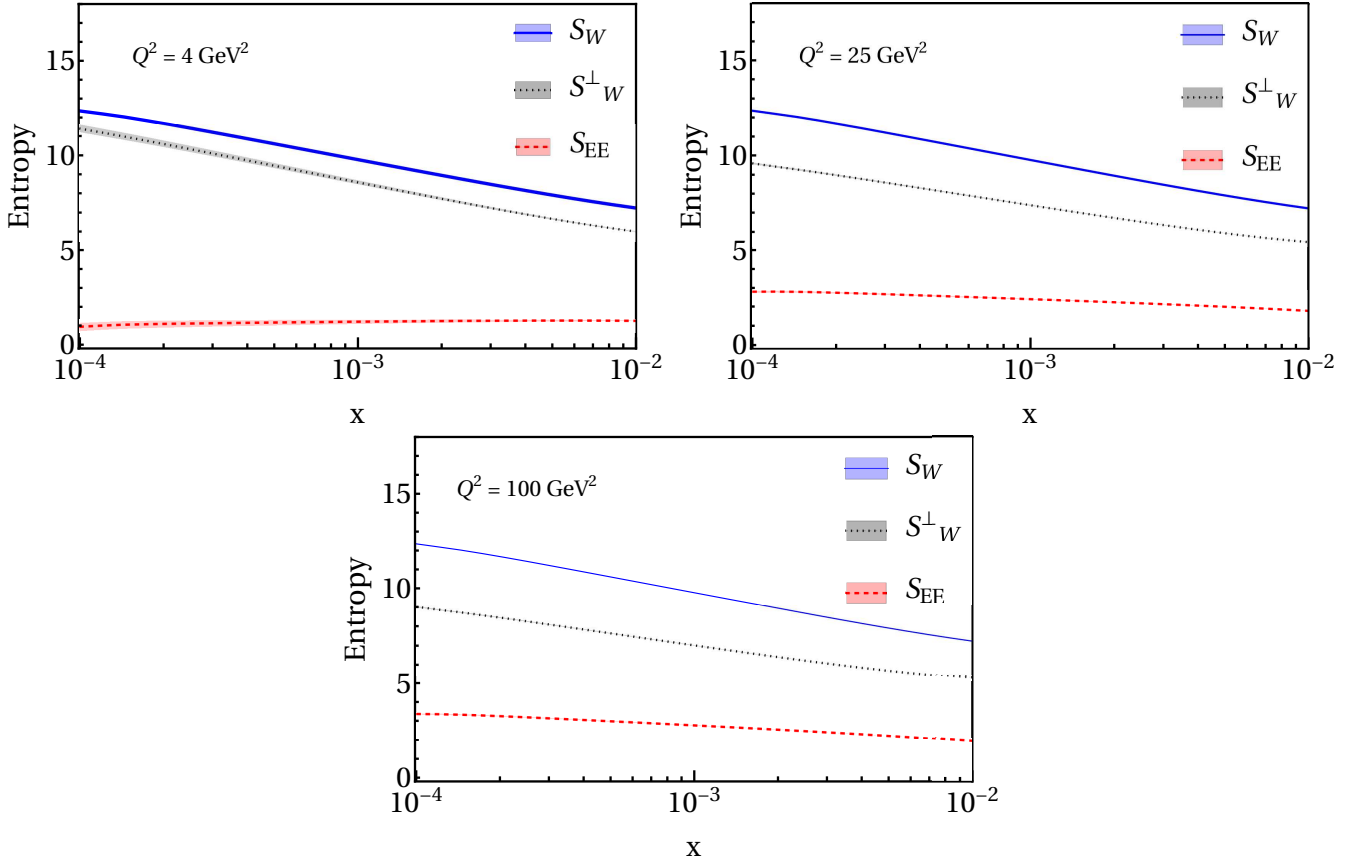 Q² = 4 GeV²
S_W
S^⊥_W
S_EE
Entropy
15
10
5
0
10⁻⁴
10⁻³
10⁻²
x
Q² = 25 GeV²
S_W
S^⊥_W
S_EE
Entropy
15
10
5
0
10⁻⁴
10⁻³
10⁻²
x
Q² = 100 GeV²
S_W
S^⊥_W
S_EE
Entropy
15
10
5
0
10⁻⁴
10⁻³
10⁻²
x